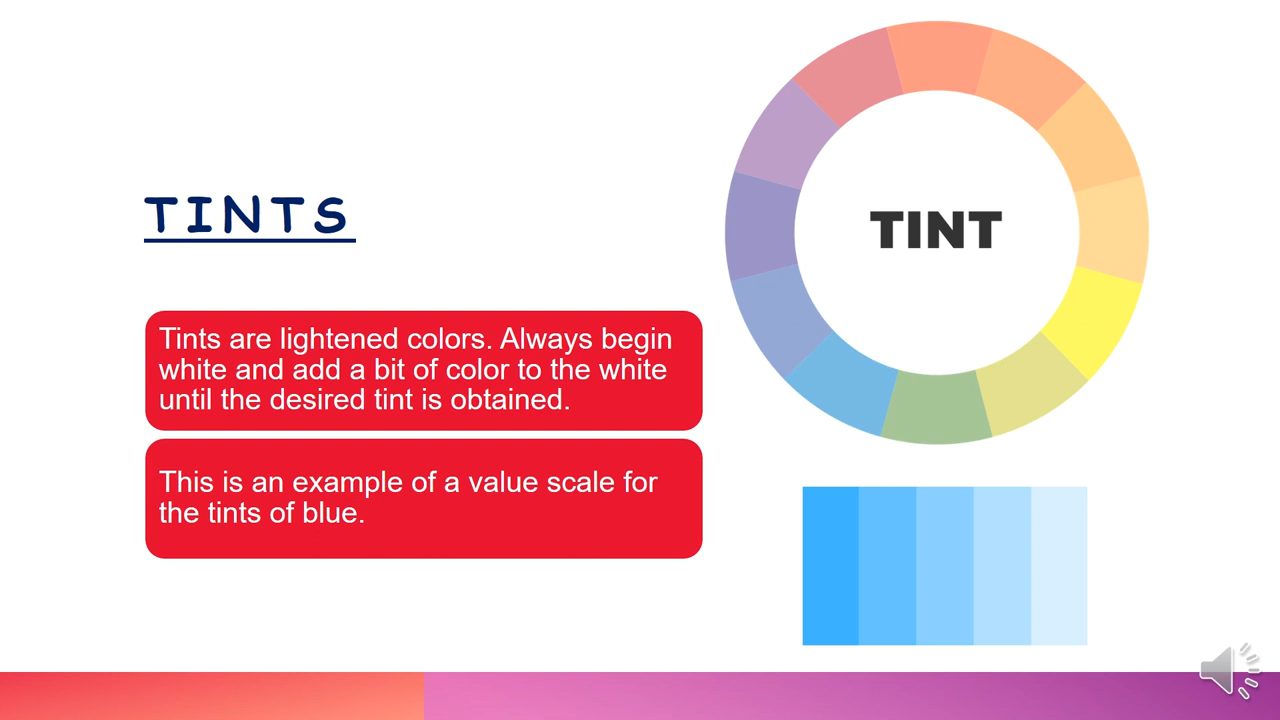 TINTS
Tints are lightened colors. Always begin
white and add a bit of color to the white
until the desired tint is obtained.
This is an example of a value scale for
the tints of blue.
TINT